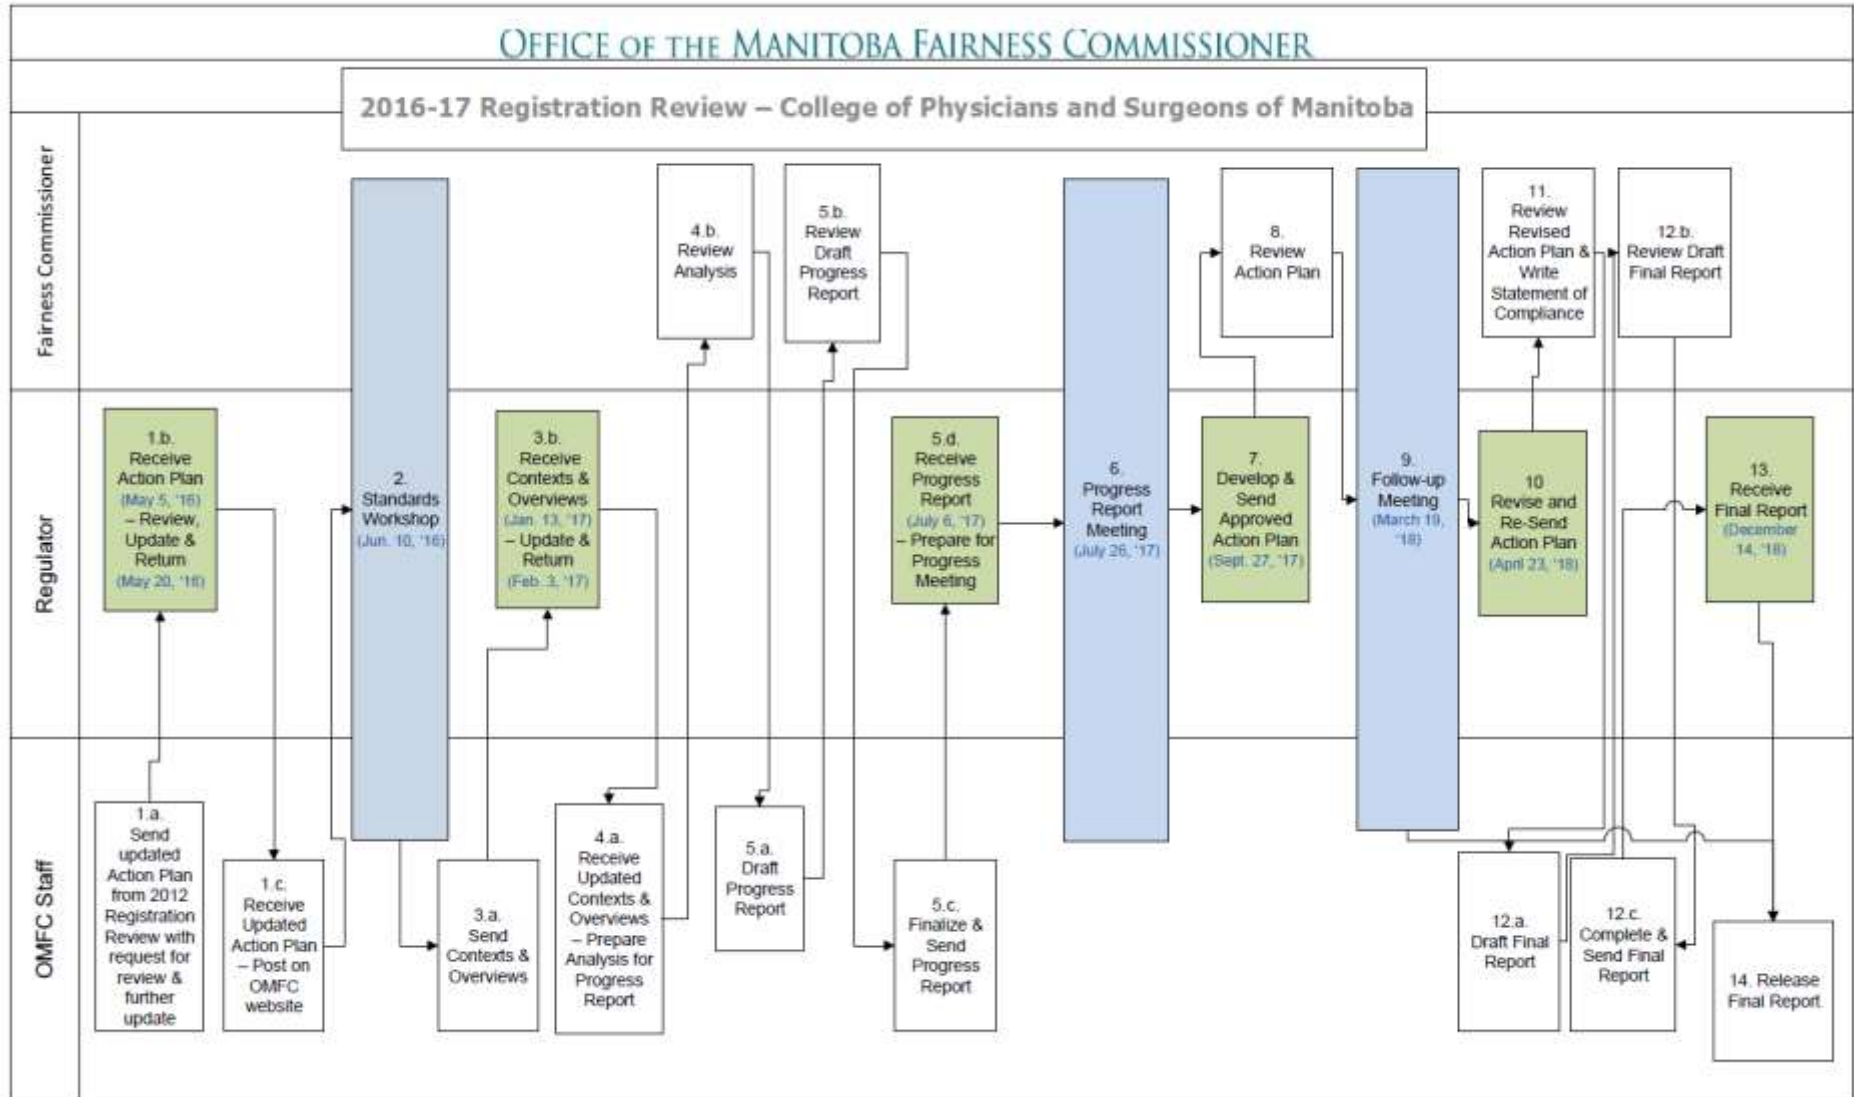 OFFICE OF THE MANITOBA FAIRNESS COMMISSIONER
2016-17 Registration Review – College of Physicians and Surgeons of Manitoba
Fairness Commissioner
4.b.
Review
Analysis
5.b.
Review
Draft
Progress
Report
8.
Review
Action Plan
11.
Review
Revised
Action Plan &
Write
Statement of
Compliance
12.b.
Review Draft
Final Report
Regulator
1.b.
Receive
Action Plan
(May 5, '16)
– Review,
Update &
Return
(May 20, '16)
2.
Standards
Workshop
(Jun. 10, '16)
3.b.
Receive
Contexts &
Overviews
(Jan. 13, '17)
– Update &
Return
(Feb. 3, '17)
5.d.
Receive
Progress
Report
(July 6, '17)
– Prepare for
Progress
Meeting
6.
Progress
Report
Meeting
(July 26, '17)
7.
Develop &
Send
Approved
Action Plan
(Sept. 27, '17)
9.
Follow-up
Meeting
(March 19,
'18)
10
Revise and
Re-Send
Action Plan
(April 23, '18)
13.
Receive
Final Report
(December
14, '18)
OMFC Staff
1.a.
Send
updated
Action Plan
from 2012
Registration
Review with
request for
review &
further
update
1.c.
Receive
Updated
Action Plan
– Post on
OMFC
website
3.a.
Send
Contexts &
Overviews
4.a.
Receive
Updated
Contexts &
Overviews
– Prepare
Analysis for
Progress
Report
5.a.
Draft
Progress
Report
5.c.
Finalize &
Send
Progress
Report
12.a.
Draft Final
Report
12.c.
Complete &
Send Final
Report
14. Release
Final Report